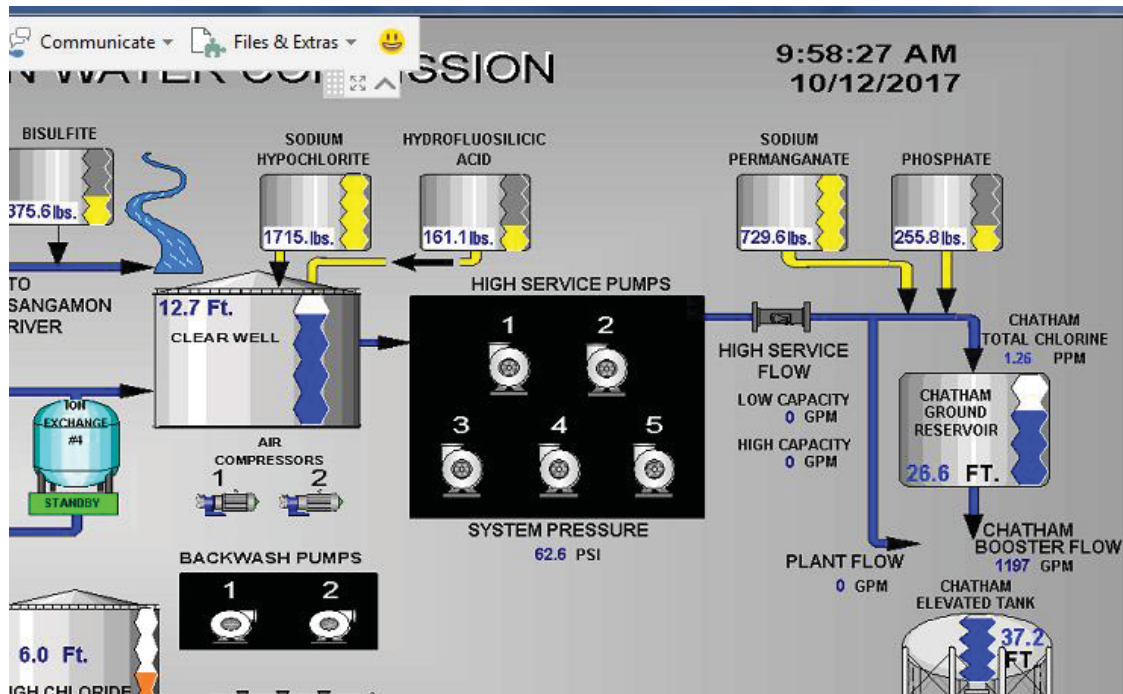 Communicate
Files & Extras
N WATER COMMISSION
9:58:27 AM
10/12/2017
BISULFITE
375.6 lbs.
SODIUM
HYPOCHLORITE
1715. lbs.
HYDROFLUOSILICIC
ACID
161.1 lbs.
SODIUM
PERMANGANATE
729.6 lbs.
PHOSPHATE
255.8 lbs.
TO
SANGAMON
RIVER
12.7 Ft.
CLEAR WELL
HIGH SERVICE PUMPS
1 2
3 4 5
SYSTEM PRESSURE
62.6 PSI
HIGH SERVICE
FLOW
LOW CAPACITY
0 GPM
HIGH CAPACITY
0 GPM
CHATHAM
TOTAL CHLORINE
1.26 PPM
CHATHAM
GROUND
RESERVOIR
26.6 FT.
ION
EXCHANGE
#4
STANDBY
AIR
COMPRESSORS
1 2
BACKWASH PUMPS
1 2
PLANT FLOW
0 GPM
CHATHAM
BOOSTER FLOW
1197 GPM
CHATHAM
ELEVATED TANK
37.2
FT
6.0 Ft.
HIGH CHLORIDE